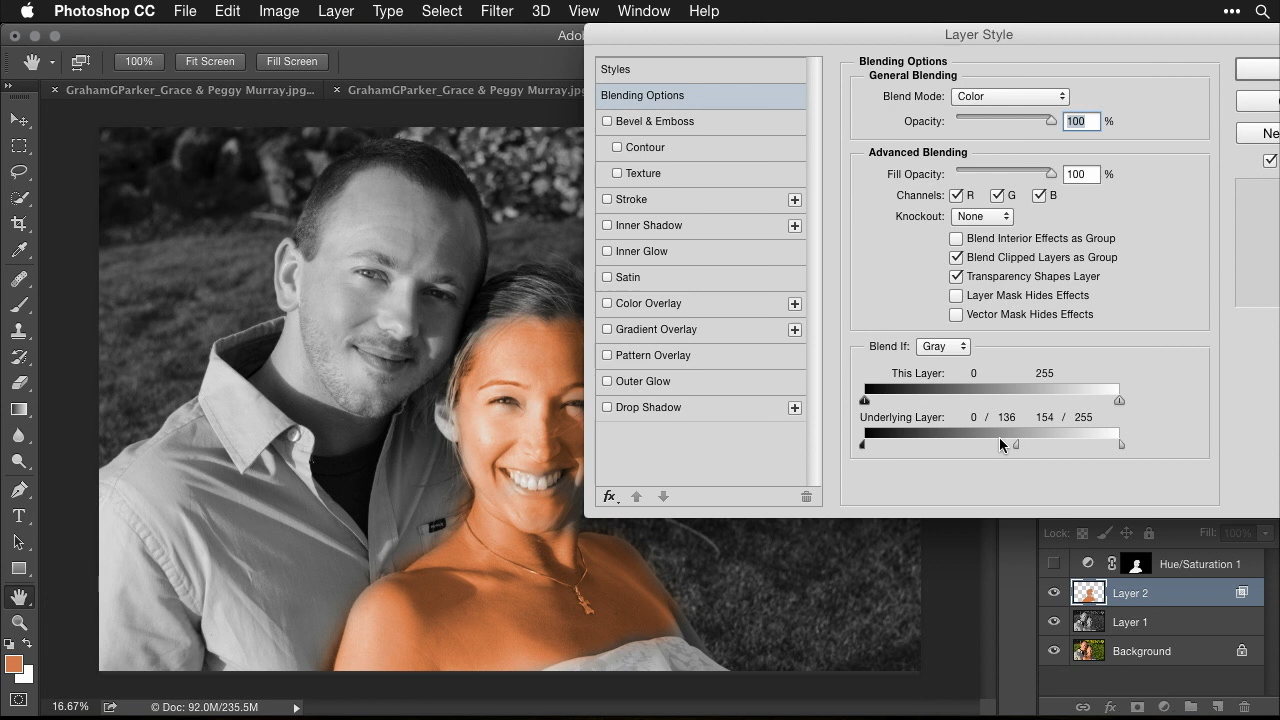 Photoshop CC File Edit Image Layer Type Select Filter 3D View Window Help
Layer Style
100% Fit Screen Fill Screen
GrahamGParker_Grace & Peggy Murray.jpg... GrahamGParker_Grace & Peggy Murray.jpg
Styles
Blending Options
Bevel & Emboss
Contour
Texture
Stroke
Inner Shadow
Inner Glow
Satin
Color Overlay
Gradient Overlay
Pattern Overlay
Outer Glow
Drop Shadow
fx
Blending Options
General Blending
Blend Mode: Color
Opacity: 100 %
Advanced Blending
Fill Opacity: 100 %
Channels: R G B
Knockout: None
Blend Interior Effects as Group
Blend Clipped Layers as Group
Transparency Shapes Layer
Layer Mask Hides Effects
Vector Mask Hides Effects
Blend If: Gray
This Layer: 0 255
Underlying Layer: 0 / 136 154 / 255
Lock: Fill: 100%
Hue/Saturation 1
Layer 2
Layer 1
Background
fx
16.67% © Doc: 92.0M/235.5M